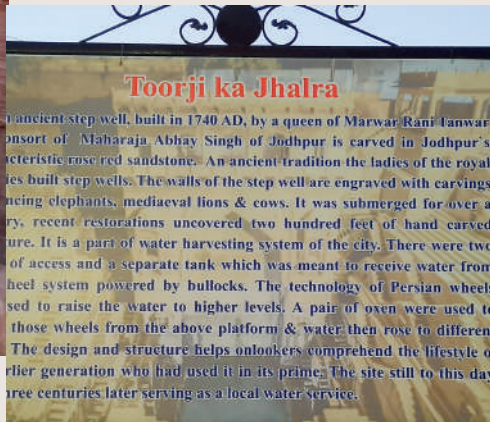 Toorji ka Jhalra
ancient step well, built in 1740 AD, by a queen of Marwar Rani Tanwar
onsort of Maharaja Abhay Singh of Jodhpur is carved in Jodhpur's
acteristic rose red sandstone. An ancient tradition the ladies of the royal
ies built step wells. The walls of the step well are engraved with carvings
ncing elephants, mediaeval lions & cows. It was submerged for over a
ry, recent restorations uncovered two hundred feet of hand carved
ure. It is a part of water harvesting system of the city. There were two
of access and a separate tank which was meant to receive water from
heel system powered by bullocks. The technology of Persian wheels
sed to raise the water to higher levels. A pair of oxen were used to
those wheels from the above platform & water then rose to differen
The design and structure helps onlookers comprehend the lifestyle o
rlier generation who had used it in its prime. The site still to this day
hree centuries later serving as a local water service.